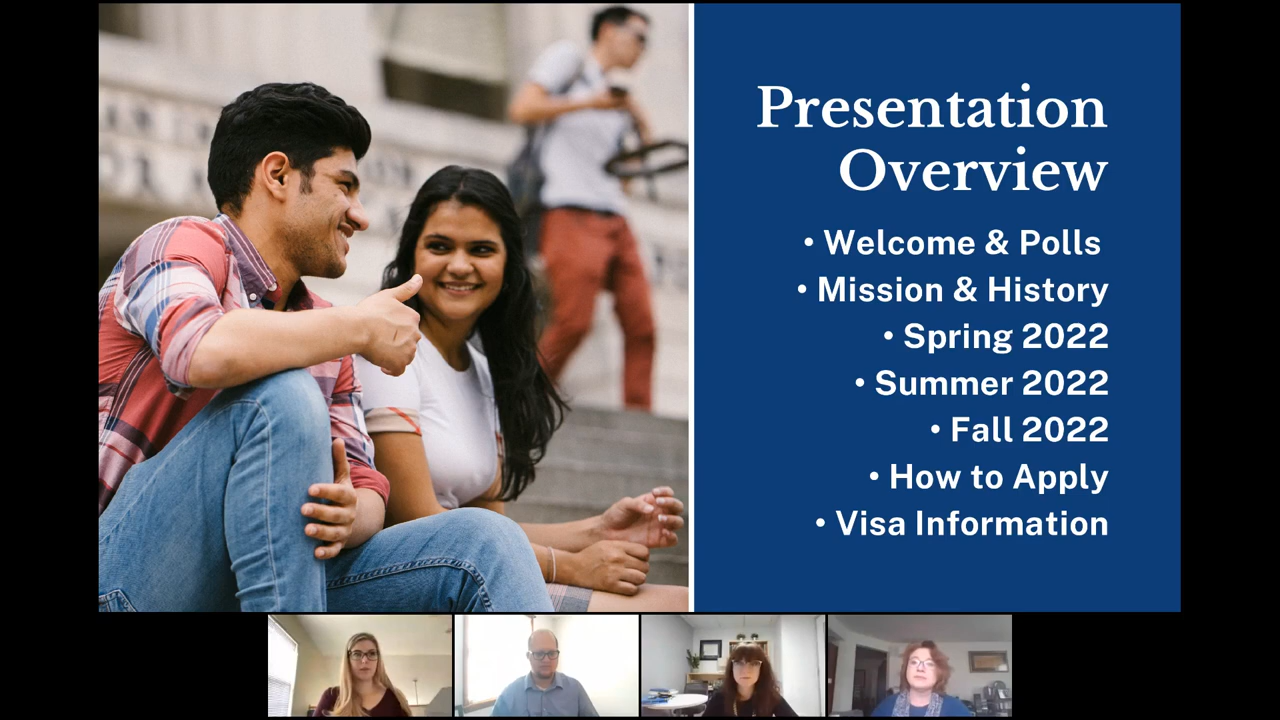 Presentation
Overview
• Welcome & Polls
• Mission & History
• Spring 2022
• Summer 2022
• Fall 2022
• How to Apply
• Visa Information